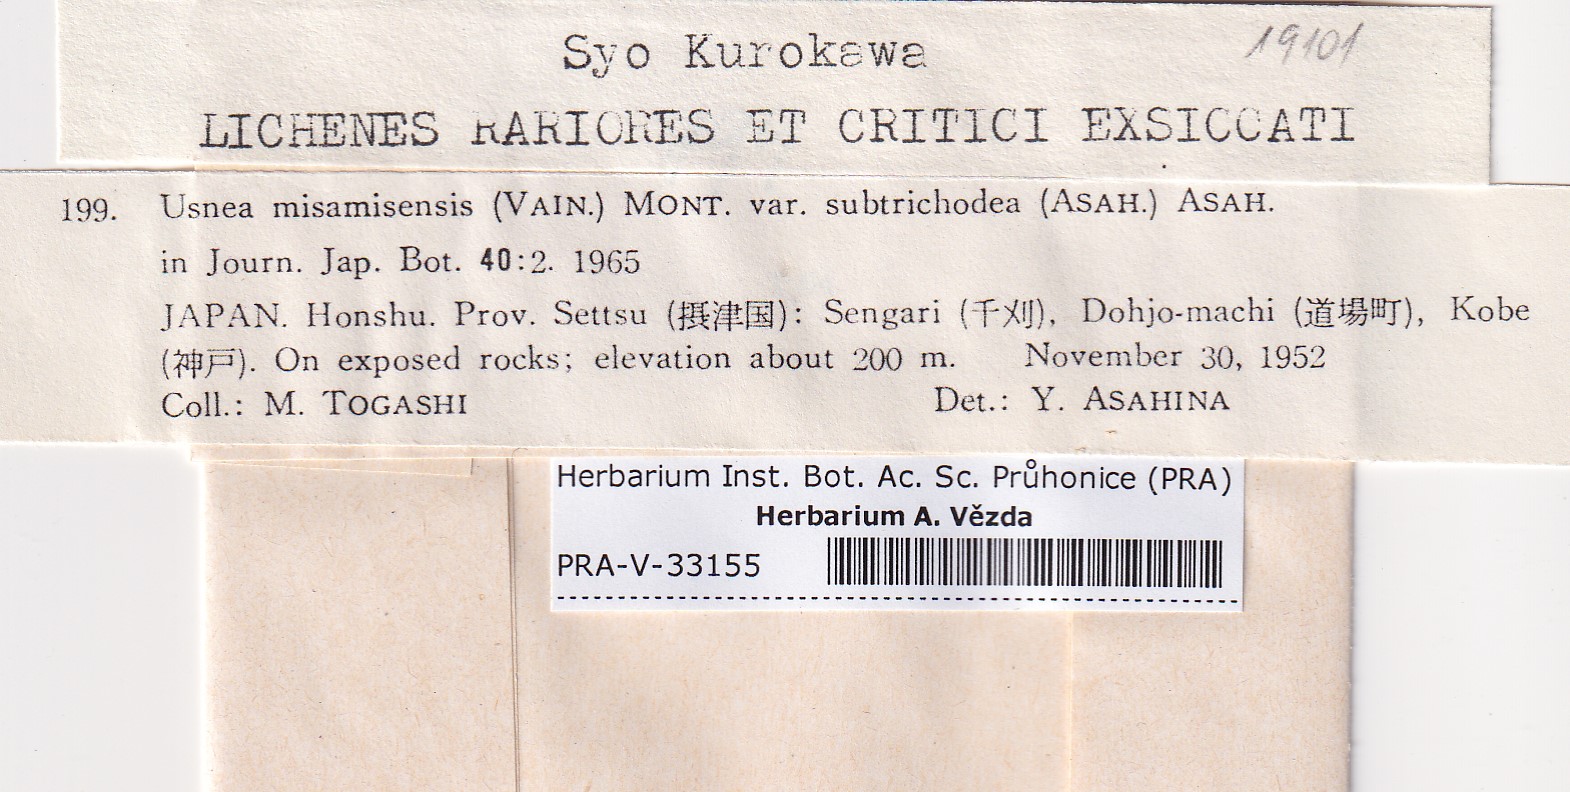 Syo Kurokawa
19101
LICHENES RARIORES ET CRITICI EXSICCATI
199. Usnea misamisensis (VAIN.) MONT. var. subtrichodea (ASAH.) ASAH.
in Journ. Jap. Bot. 40:2. 1965
JAPAN. Honshu. Prov. Settsu (摂津国): Sengari (千刈), Dohjo-machi (道場町), Kobe
(神戸). On exposed rocks; elevation about 200 m. November 30, 1952
Coll.: M. TOGASHI Det.: Y. ASAHINA
Herbarium Inst. Bot. Ac. Sc. Průhonice (PRA)
Herbarium A. Vězda
PRA-V-33155